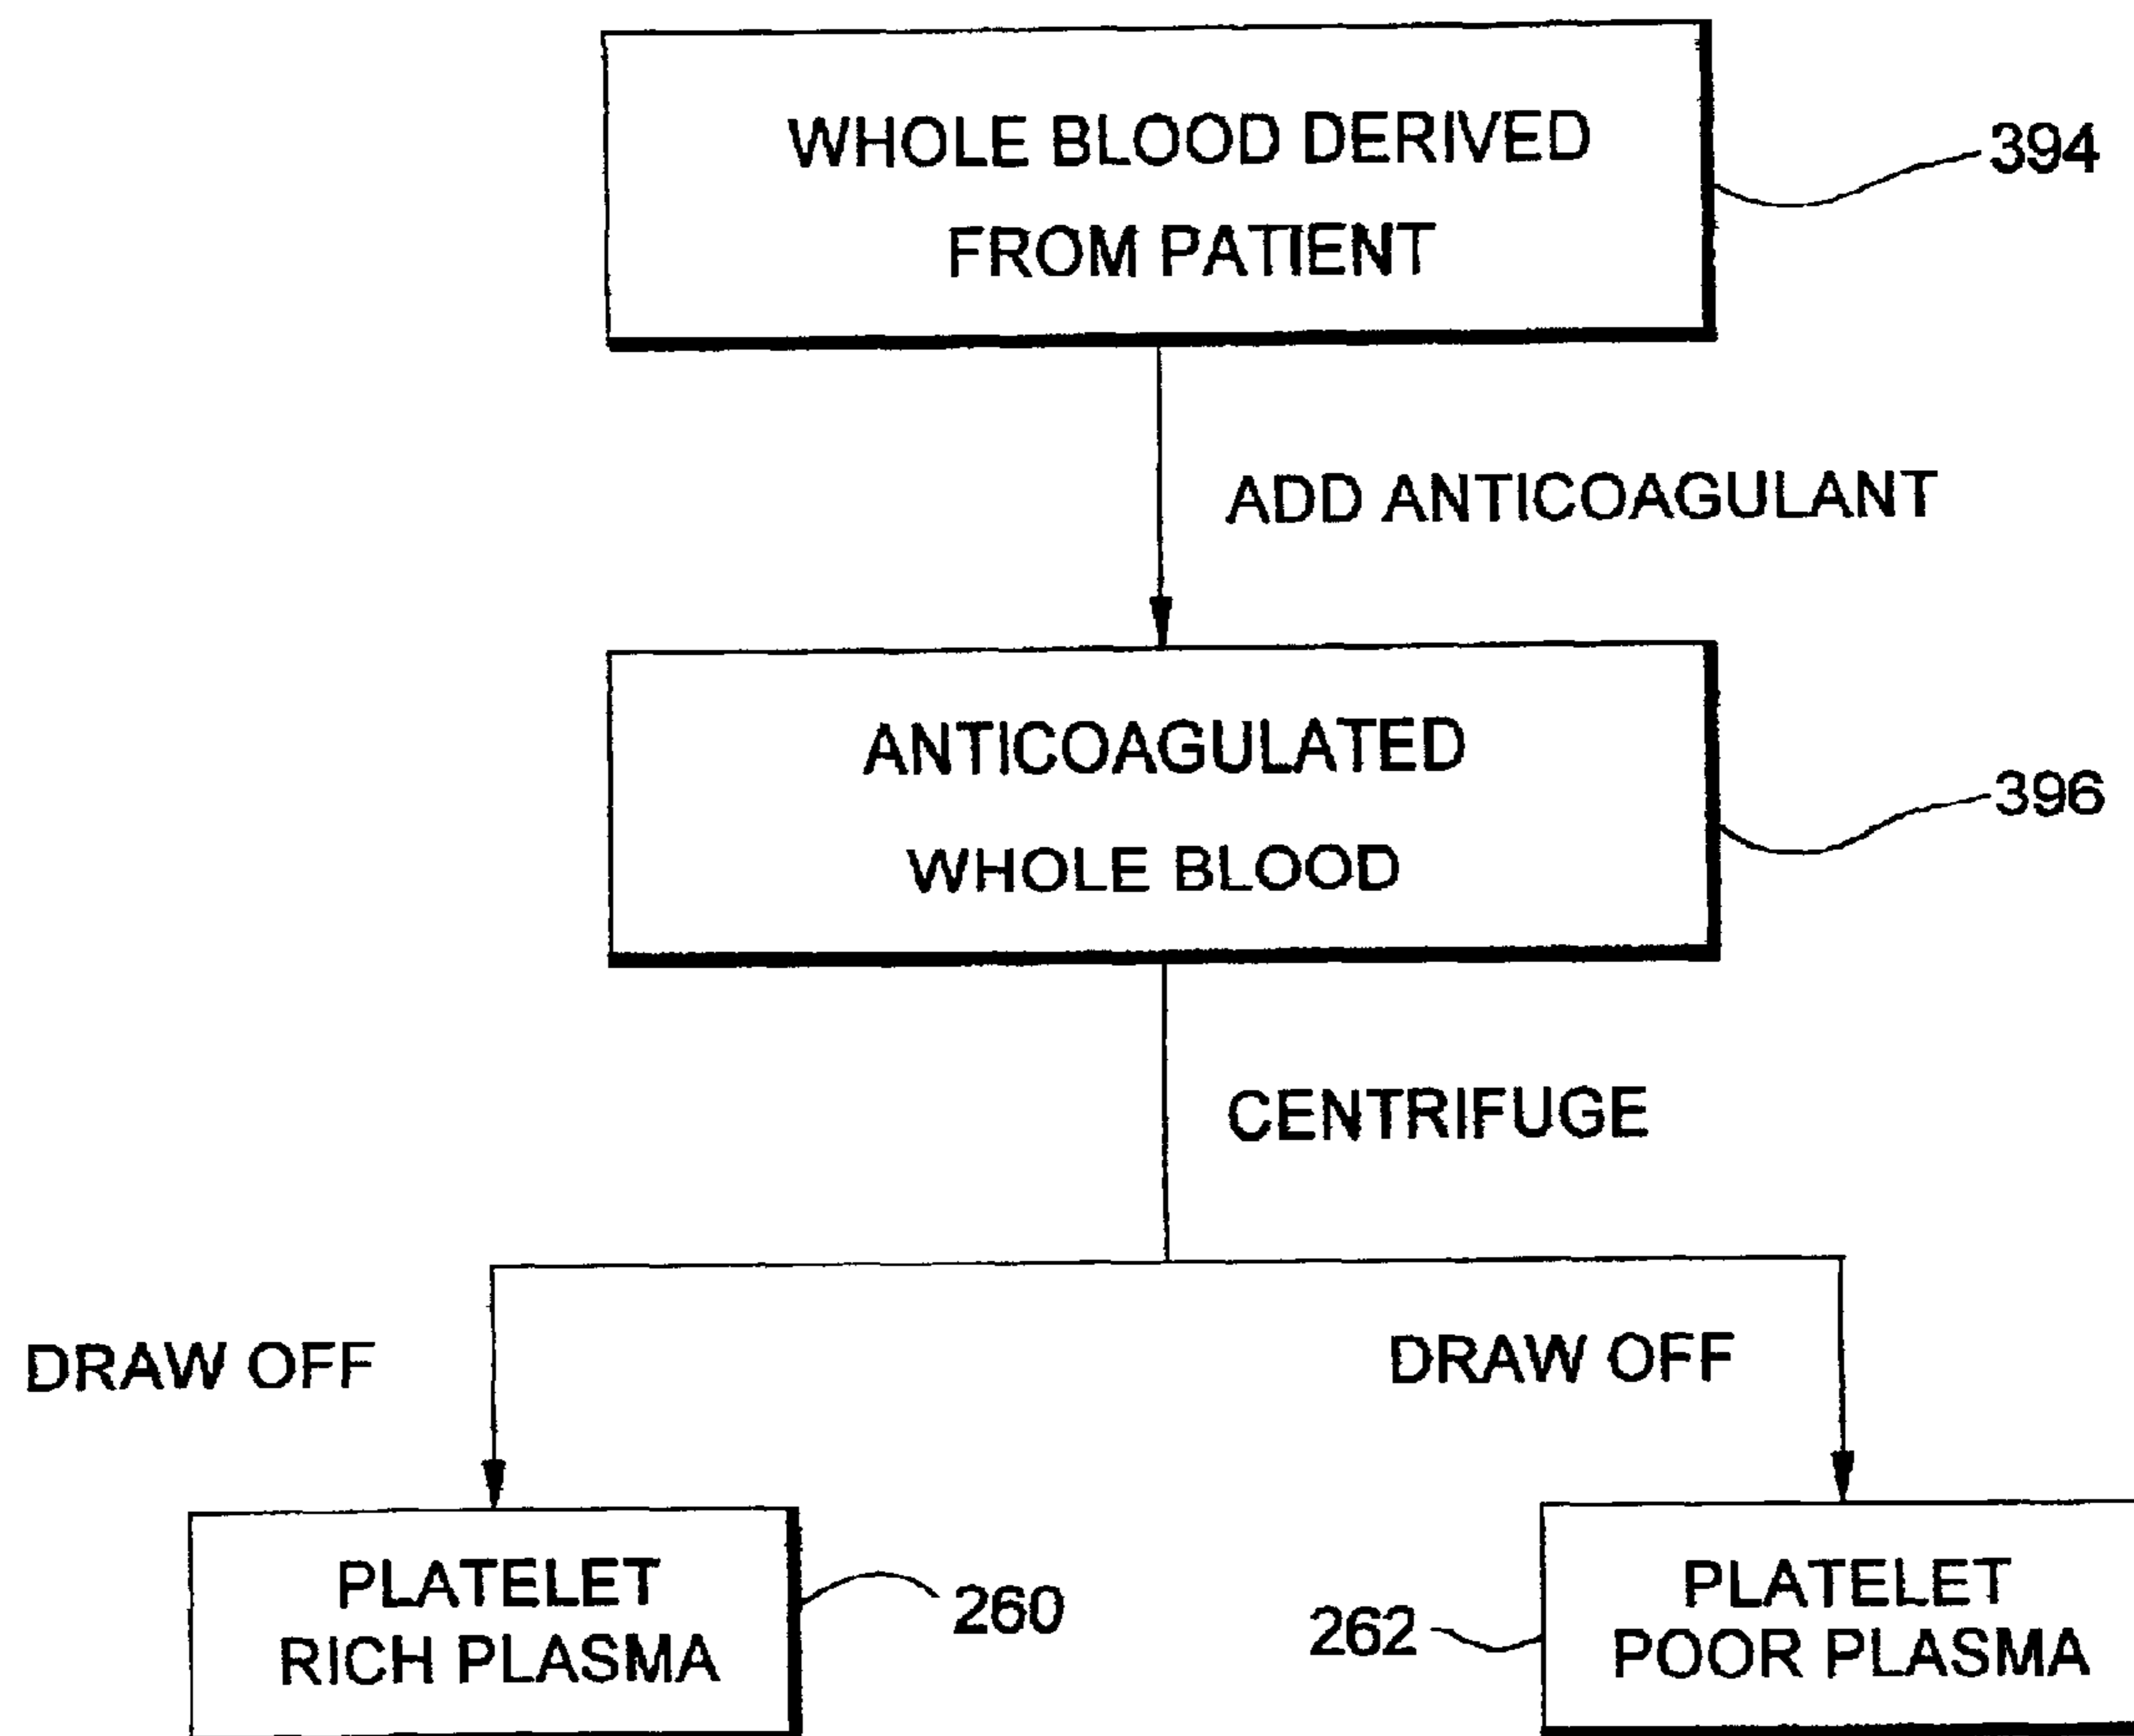 WHOLE BLOOD DERIVED
FROM PATIENT
394
ADD ANTICOAGULANT
ANTICOAGULATED
WHOLE BLOOD
396
CENTRIFUGE
DRAW OFF
DRAW OFF
PLATELET
RICH PLASMA
260
262
PLATELET
POOR PLASMA